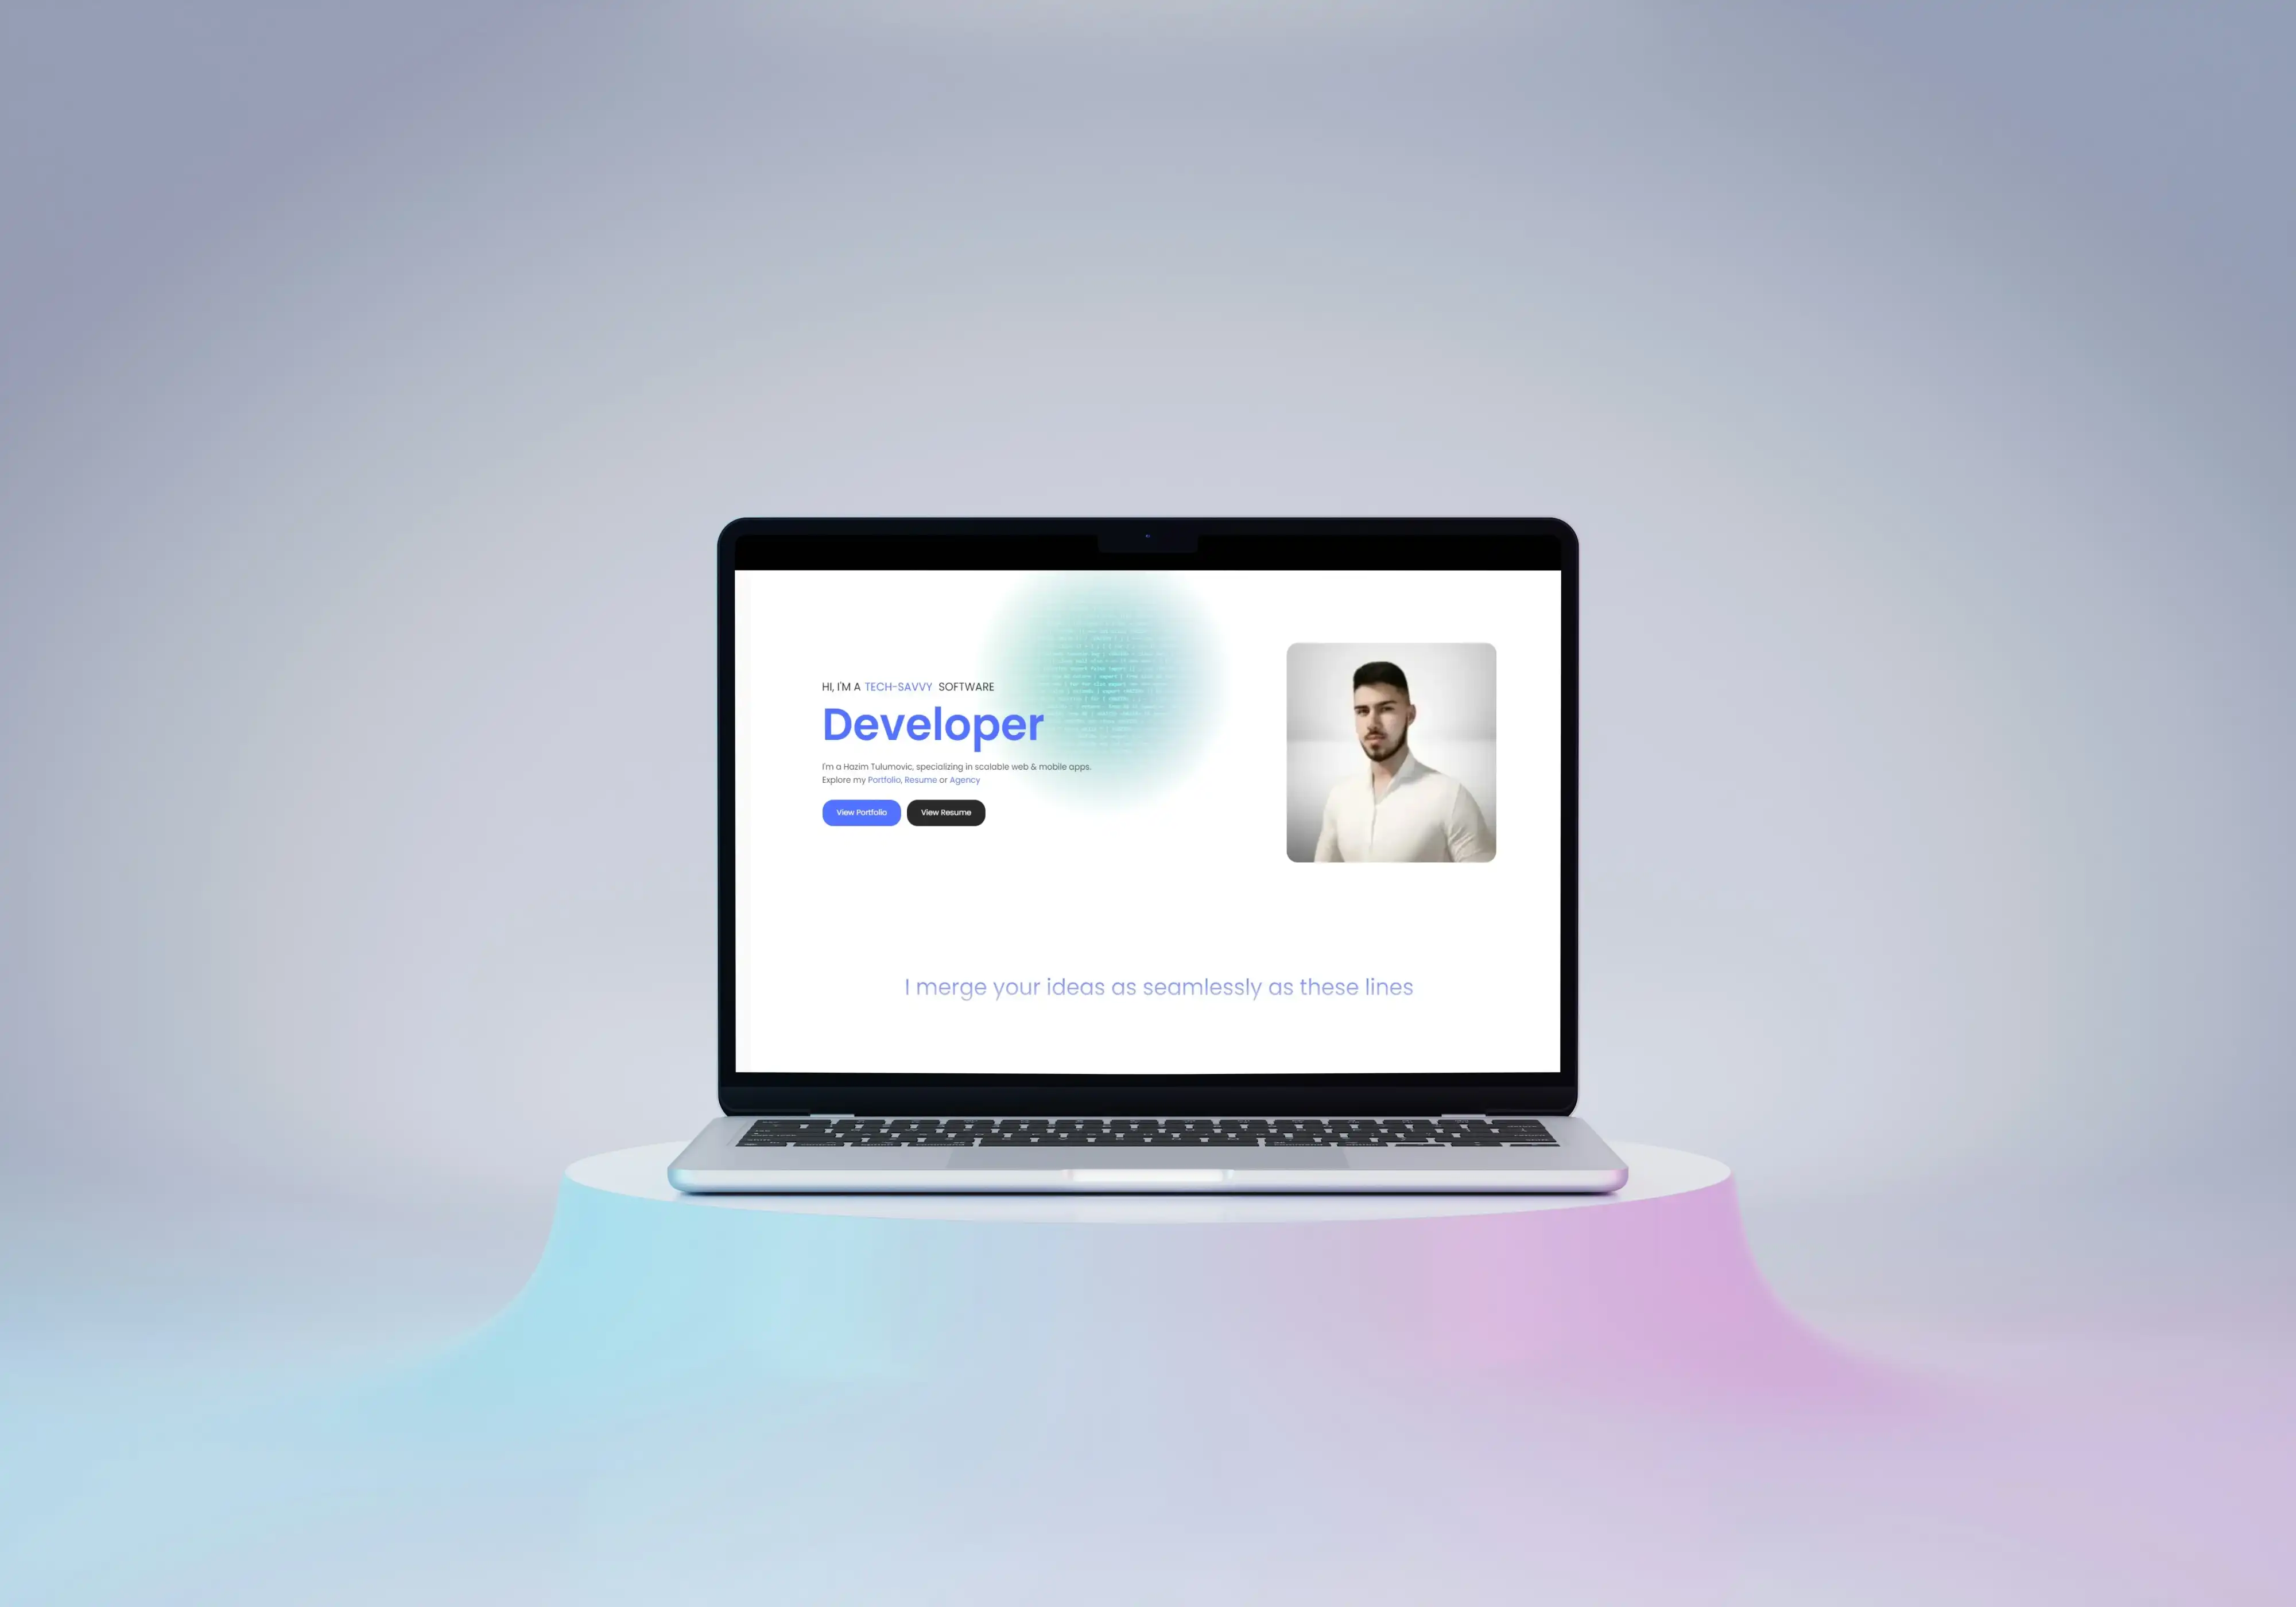 HI, I'M A TECH-SAVVY SOFTWARE
Developer
I'm a Hazim Tulumovic, specializing in scalable web & mobile apps.
Explore my Portfolio, Resume or Agency
View Portfolio View Resume
I merge your ideas as seamlessly as these lines